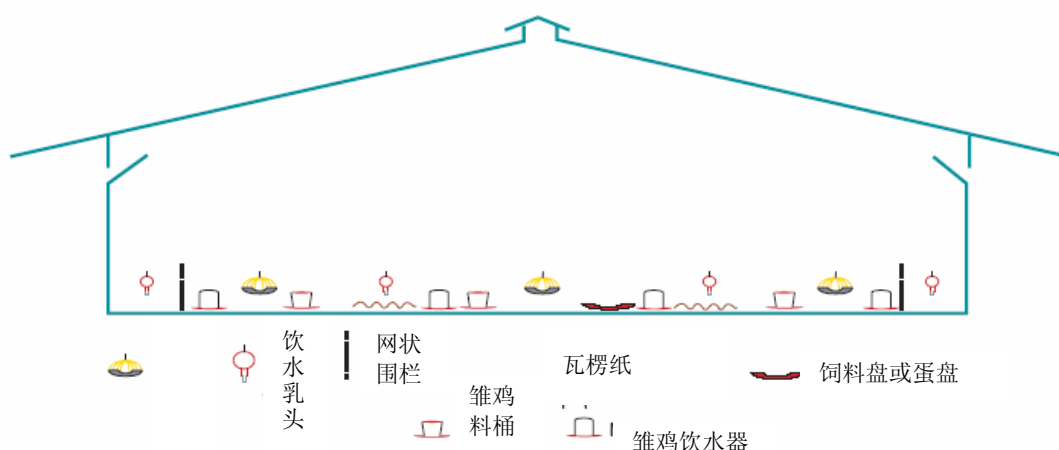 饮水乳头
网状
围栏
瓦楞纸
饲料盘或蛋盘
雏鸡
料桶
雏鸡饮水器